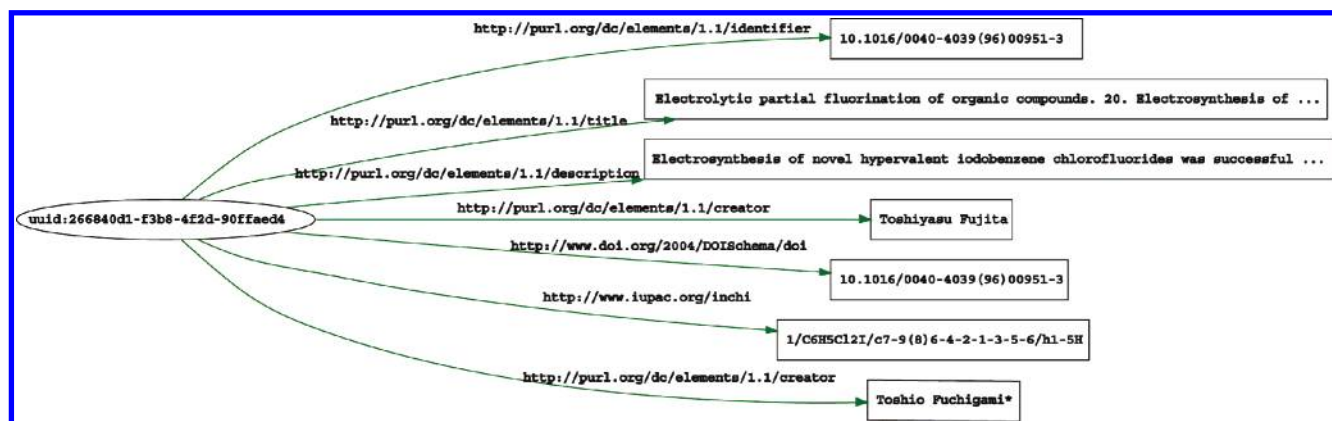 http://purl.org/dc/elements/1.1/identifier
10.1016/0040-4039(96)00951-3
Electrolytic partial fluorination of organic compounds. 20. Electrosynthesis of ...
http://purl.org/dc/elements/1.1/title
Electrosynthesis of novel hypervalent iodobenzene chlorofluorides was successful ...
http://purl.org/dc/elements/1.1/description
uuid:266840d1-f3b8-4f2d-90ffaed4
http://purl.org/dc/elements/1.1/creator
Toshiyasu Fujita
http://www.doi.org/2004/DOISchema/doi
10.1016/0040-4039(96)00951-3
http://www.iupac.org/inchi
1/C6H5Cl2I/c7-9(8)6-4-2-1-3-5-6/h1-5H
http://purl.org/dc/elements/1.1/creator
Toshio Fuchigami*